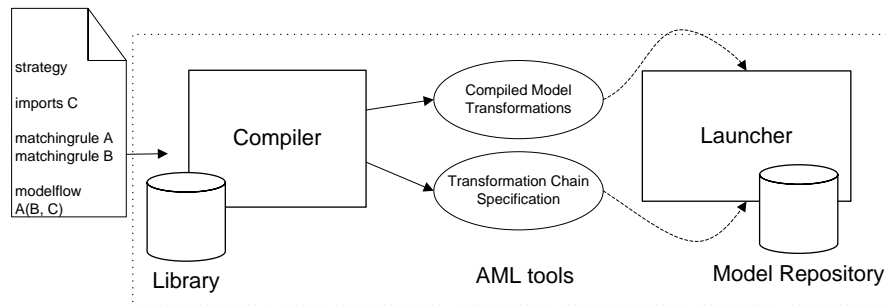 strategy
imports C
matchingrule A
matchingrule B
modelflow
A(B, C)
Compiler
Library
Compiled Model
Transformations
Transformation Chain
Specification
AML tools
Launcher
Model Repository